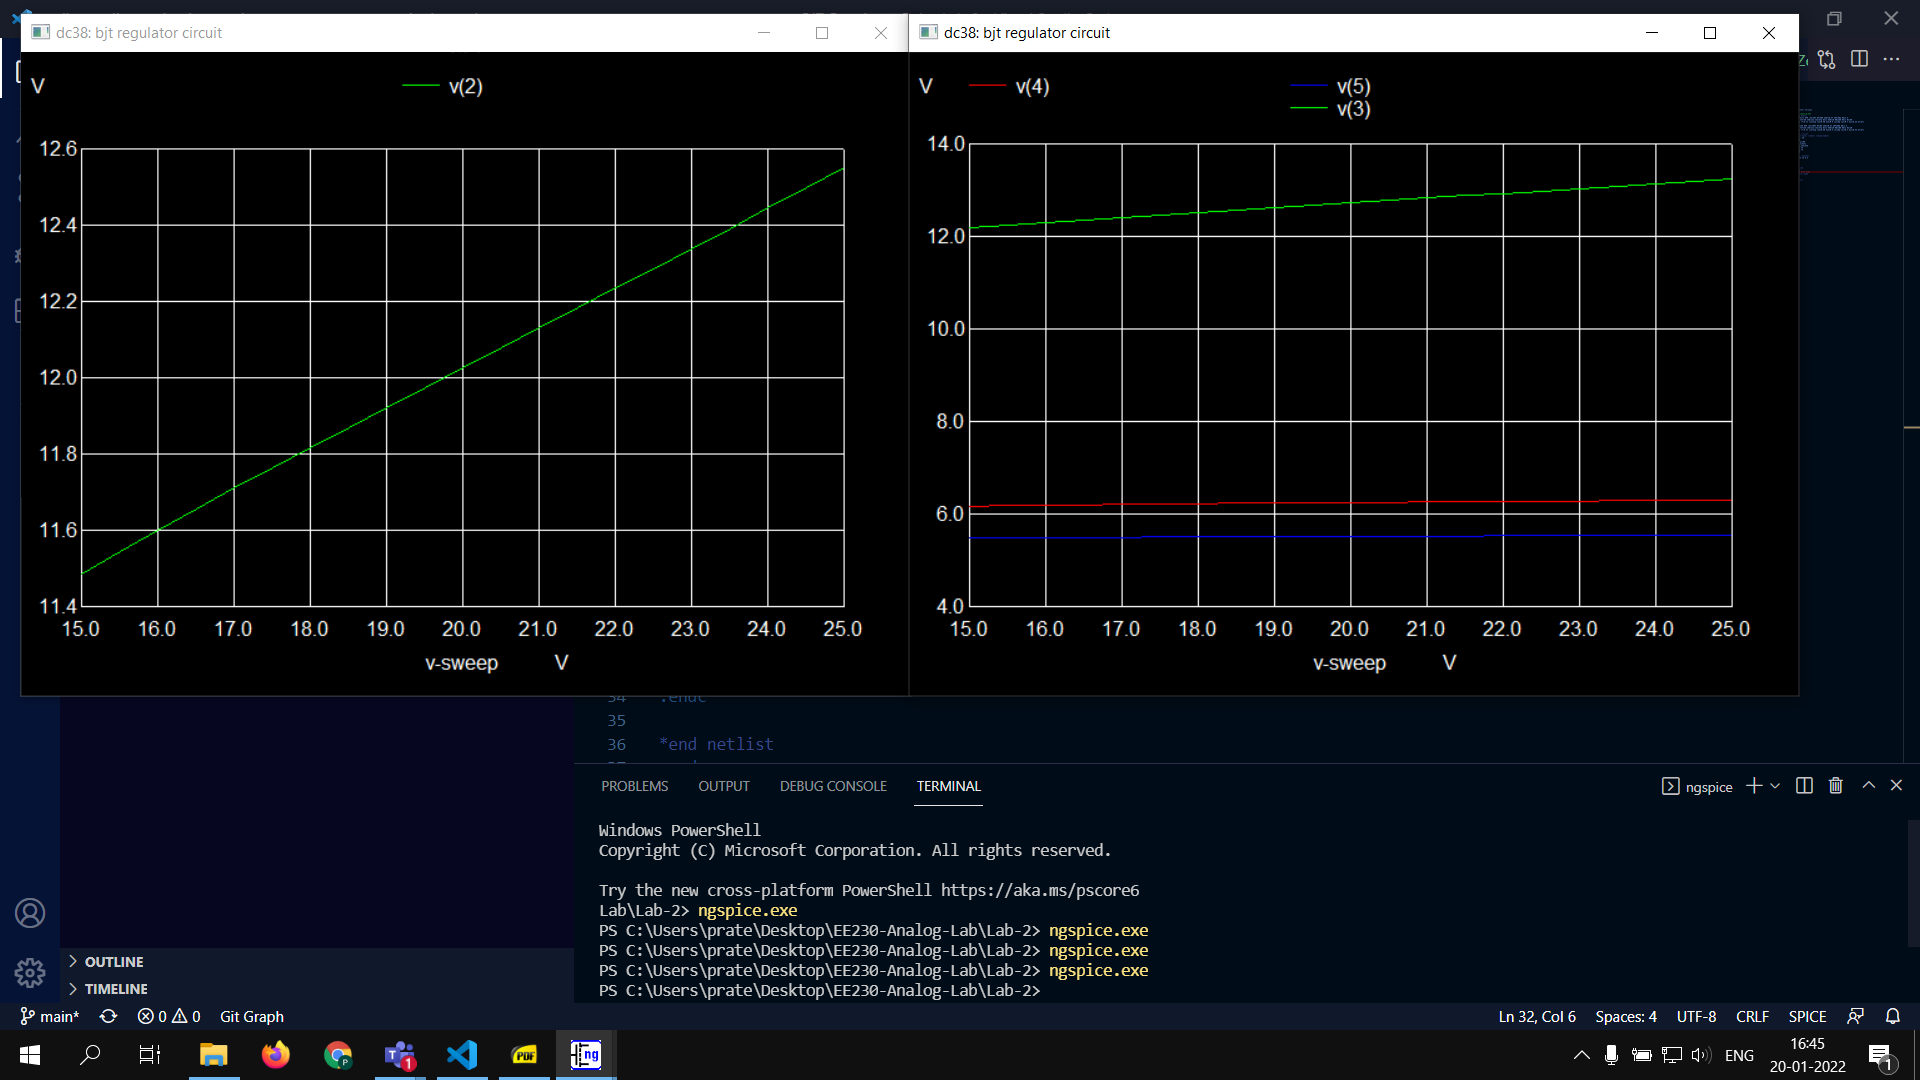 dc38: bjt regulator circuit
dc38: bjt regulator circuit
V
v(2)
12.6
12.4
12.2
12.0
11.8
11.6
11.4
15.0 16.0 17.0 18.0 19.0 20.0 21.0 22.0 23.0 24.0 25.0
v-sweep V
V
v(4)
v(5)
v(3)
14.0
12.0
10.0
8.0
6.0
4.0
15.0 16.0 17.0 18.0 19.0 20.0 21.0 22.0 23.0 24.0 25.0
v-sweep V
34 .endc
35
36 *end netlist
PROBLEMS OUTPUT DEBUG CONSOLE TERMINAL
ngspice
Windows PowerShell
Copyright (C) Microsoft Corporation. All rights reserved.
Try the new cross-platform PowerShell https://aka.ms/pscore6
Lab\Lab-2> ngspice.exe
PS C:\Users\prate\Desktop\EE230-Analog-Lab\Lab-2> ngspice.exe
PS C:\Users\prate\Desktop\EE230-Analog-Lab\Lab-2> ngspice.exe
PS C:\Users\prate\Desktop\EE230-Analog-Lab\Lab-2> ngspice.exe
PS C:\Users\prate\Desktop\EE230-Analog-Lab\Lab-2>
OUTLINE
TIMELINE
main* 0 0 Git Graph
Ln 32, Col 6 Spaces: 4 UTF-8 CRLF SPICE
P
T 1
PDF
ng
ENG
16:45
20-01-2022
1